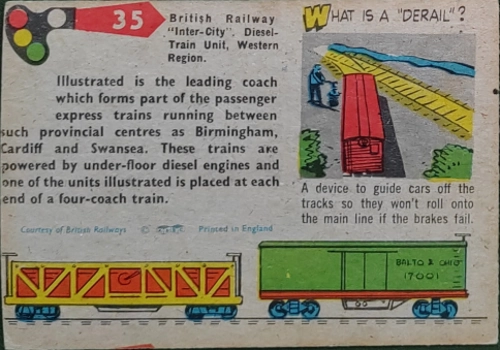 35
British Railway
"Inter-City", Diesel-
Train Unit, Western
Region.
Illustrated is the leading coach
which forms part of the passenger
express trains running between
such provincial centres as Birmingham,
Cardiff and Swansea. These trains are
powered by under-floor diesel engines and
one of the units illustrated is placed at each
end of a four-coach train.
Courtesy of British Railways © Printed in England
WHAT IS A "DERAIL"?
A device to guide cars off the
tracks so they won't roll onto
the main line if the brakes fail.
BALTO & OHIO
17001